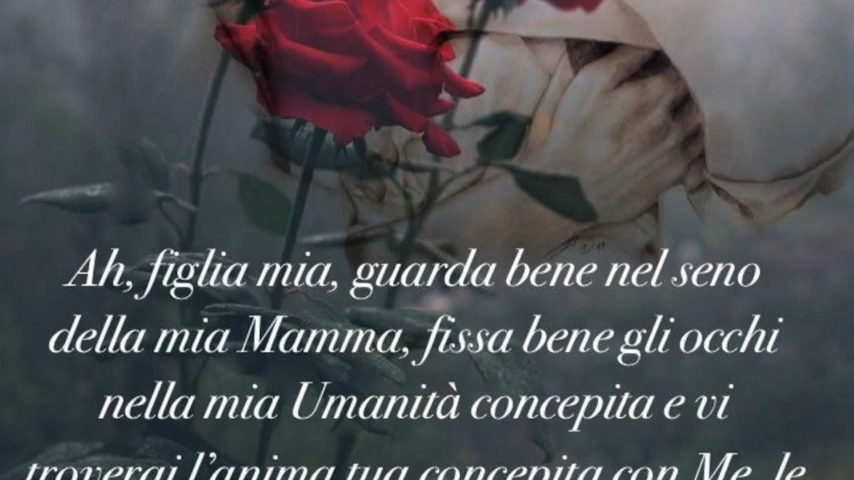 Ah, figlia mia, guarda bene nel seno
della mia Mamma, fissa bene gli occhi
nella mia Umanità concepita e vi
troverai l'anima tua concepita con Me, le